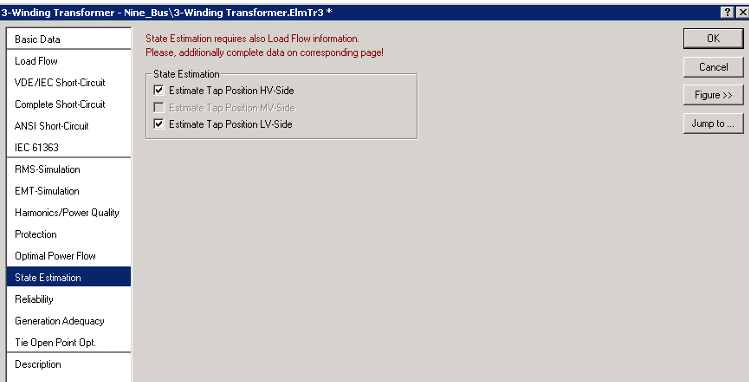 3-Winding Transformer - Nine_Bus\3-Winding Transformer.ElmTr3 *
Basic Data
Load Flow
VDE/IEC Short-Circuit
Complete Short-Circuit
ANSI Short-Circuit
IEC 61363
RMS-Simulation
EMT-Simulation
Harmonics/Power Quality
Protection
Optimal Power Flow
State Estimation
Reliability
Generation Adequacy
Tie Open Point Opt.
Description
State Estimation requires also Load Flow information.
Please, additionally complete data on corresponding page!
State Estimation
Estimate Tap Position HV-Side
Estimate Tap Position MV-Side
Estimate Tap Position LV-Side
OK
Cancel
Figure >>
Jump to ...